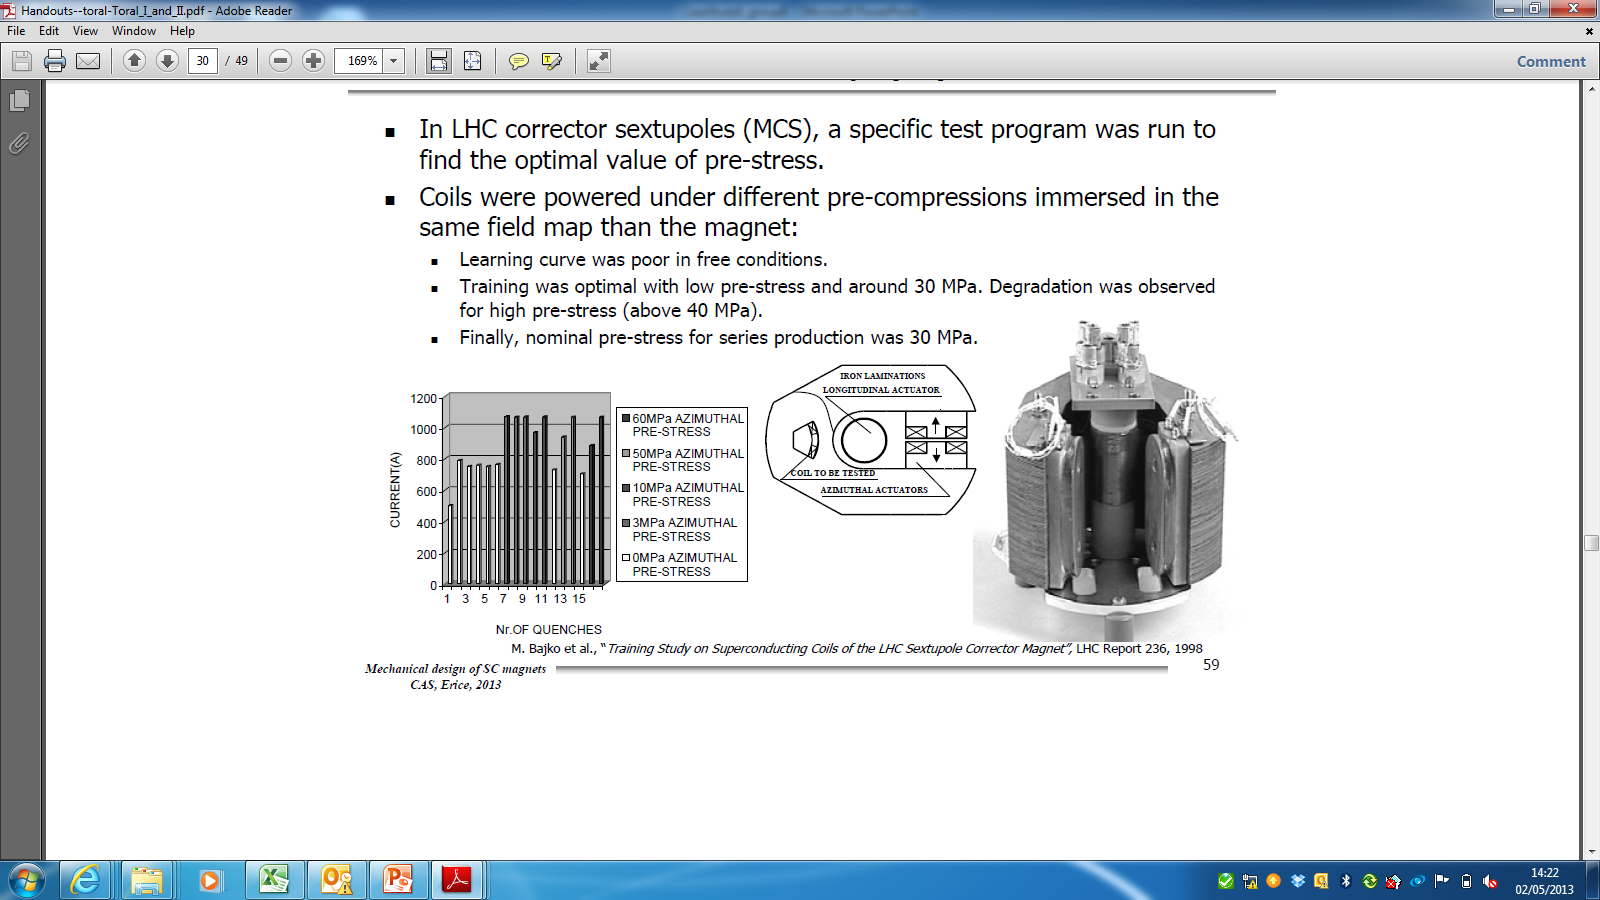 Handouts--toral-Toral_I_and_II.pdf - Adobe Reader
File Edit View Window Help
30 / 49 169% Comment
In LHC corrector sextupoles (MCS), a specific test program was run to
find the optimal value of pre-stress.
Coils were powered under different pre-compressions immersed in the
same field map than the magnet:
Learning curve was poor in free conditions.
Training was optimal with low pre-stress and around 30 MPa. Degradation was observed
for high pre-stress (above 40 MPa).
Finally, nominal pre-stress for series production was 30 MPa.
1200
1000
800
600
400
200
0
CURRENT(A)
1 3 5 7 9 11 13 15
Nr.OF QUENCHES
60MPa AZIMUTHAL
PRE-STRESS
50MPa AZIMUTHAL
PRE-STRESS
10MPa AZIMUTHAL
PRE-STRESS
3MPa AZIMUTHAL
PRE-STRESS
0MPa AZIMUTHAL
PRE-STRESS
IRON LAMINATIONS
LONGITUDINAL ACTUATOR
COIL TO BE TESTED
AZIMUTHAL ACTUATORS
M. Bajko et al., “Training Study on Superconducting Coils of the LHC Sextupole Corrector Magnet”, LHC Report 236, 1998
Mechanical design of SC magnets
CAS, Erice, 2013
59
14:22
02/05/2013